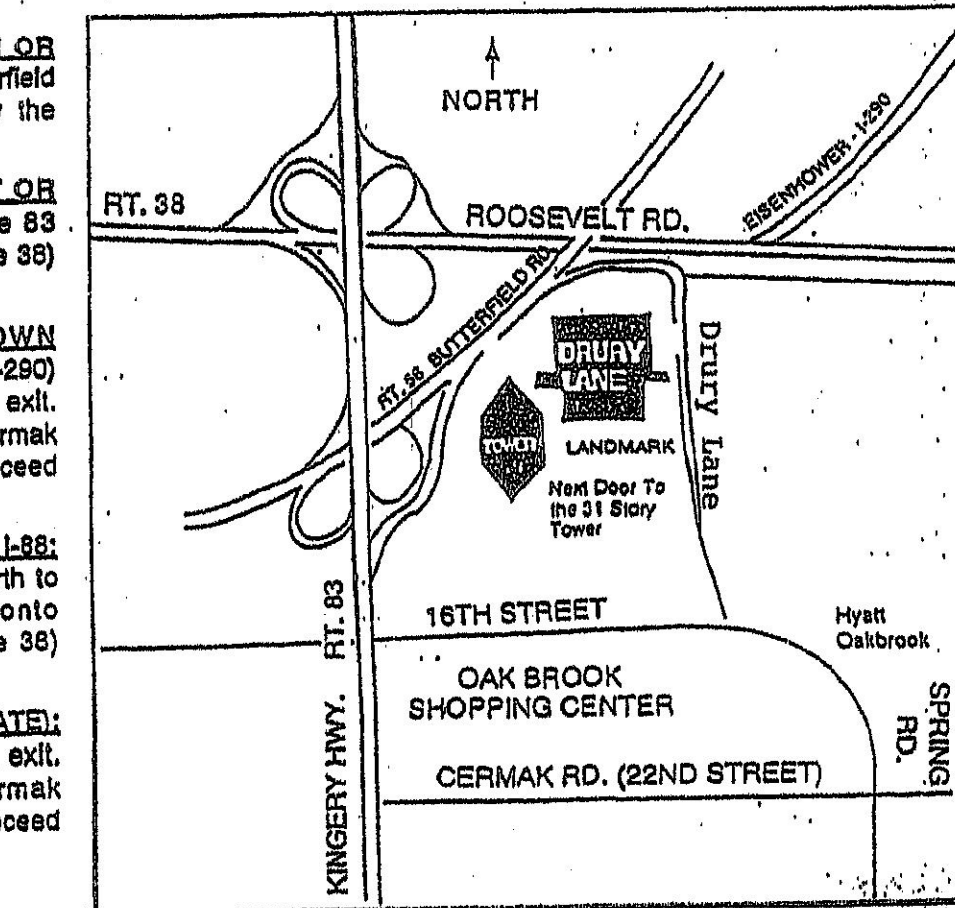 OR
rfield
the
OR
e 83
e 38)
OWN
-290)
exit.
rmak
ceed
I-88:
rth to
onto
e 38)
ATE):
exit.
rmak
oceed
NORTH
RT. 38
ROOSEVELT RD.
EISENHOWER - I-290
RT. 56 BUTTERFIELD RD.
DRURY
LANE
TOWER
LANDMARK
Next Door To
the 31 Story
Tower
Drury Lane
KINGERY HWY. RT. 83
16TH STREET
Hyatt
Oakbrook
OAK BROOK
SHOPPING CENTER
SPRING
RD.
CERMAK RD. (22ND STREET)